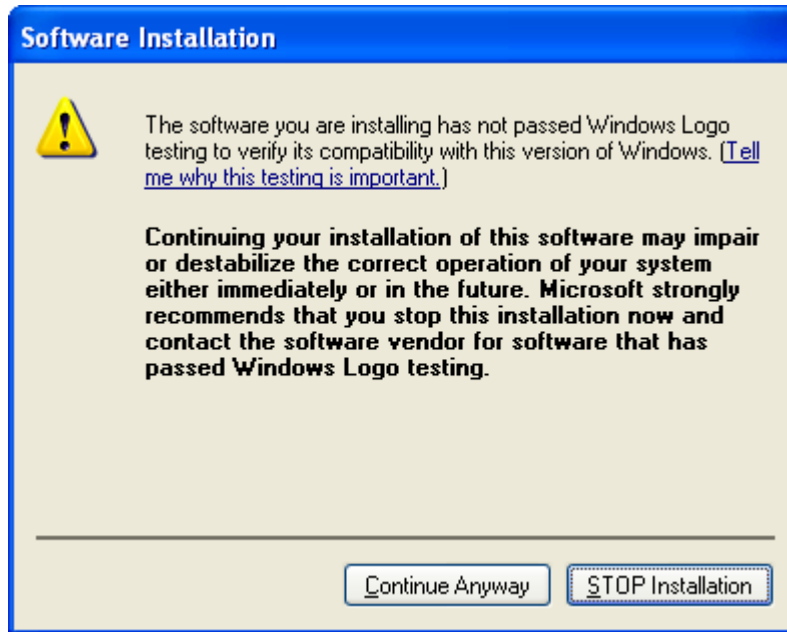 Software Installation
The software you are installing has not passed Windows Logo
testing to verify its compatibility with this version of Windows. (Tell
me why this testing is important.)
Continuing your installation of this software may impair
or destabilize the correct operation of your system
either immediately or in the future. Microsoft strongly
recommends that you stop this installation now and
contact the software vendor for software that has
passed Windows Logo testing.
Continue Anyway
STOP Installation